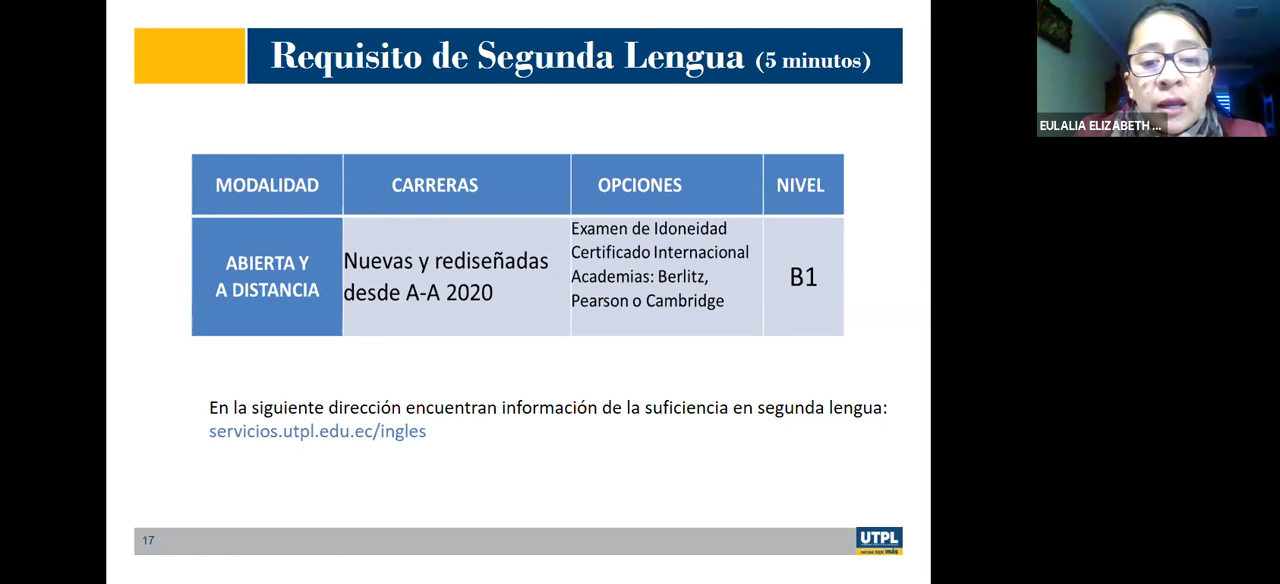 Requisito de Segunda Lengua (5 minutos)
EULALIA ELIZABETH ...
MODALIDAD
CARRERAS
OPCIONES
NIVEL
ABIERTA Y
A DISTANCIA
Nuevas y rediseñadas
desde A-A 2020
Examen de Idoneidad
Certificado Internacional
Academias: Berlitz,
Pearson o Cambridge
B1
En la siguiente dirección encuentran información de la suficiencia en segunda lengua:
servicios.utpl.edu.ec/ingles
17
UTPL